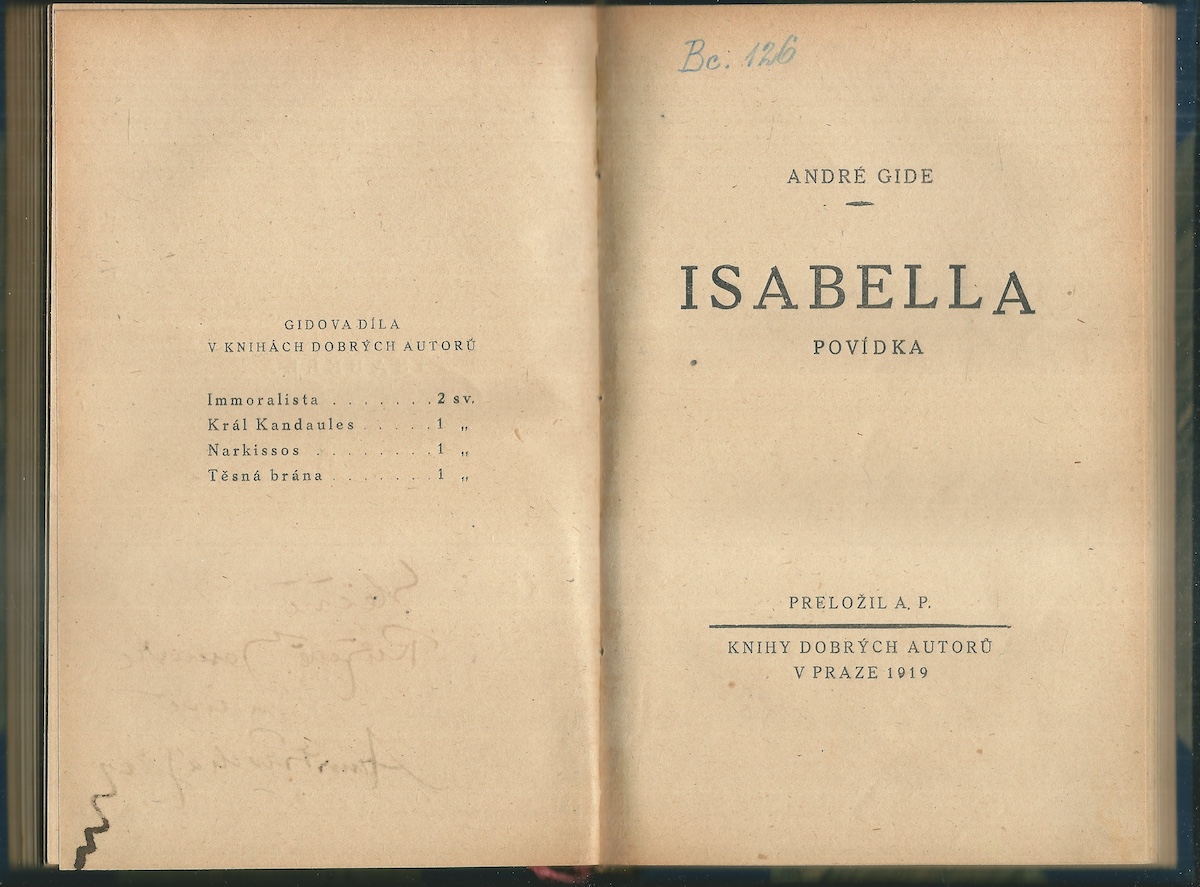 GIDOVA DÍLA
V KNIHÁCH DOBRÝCH AUTORŮ
Immoralista . . . . . . . 2 sv.
Král Kandaules . . . . . 1 „
Narkissos . . . . . . . . 1 „
Těsná brána . . . . . . . 1 „
Bc. 126
ANDRÉ GIDE
ISABELLA
POVÍDKA
PRELOŽIL A. P.
KNIHY DOBRÝCH AUTORŮ
V PRAZE 1919